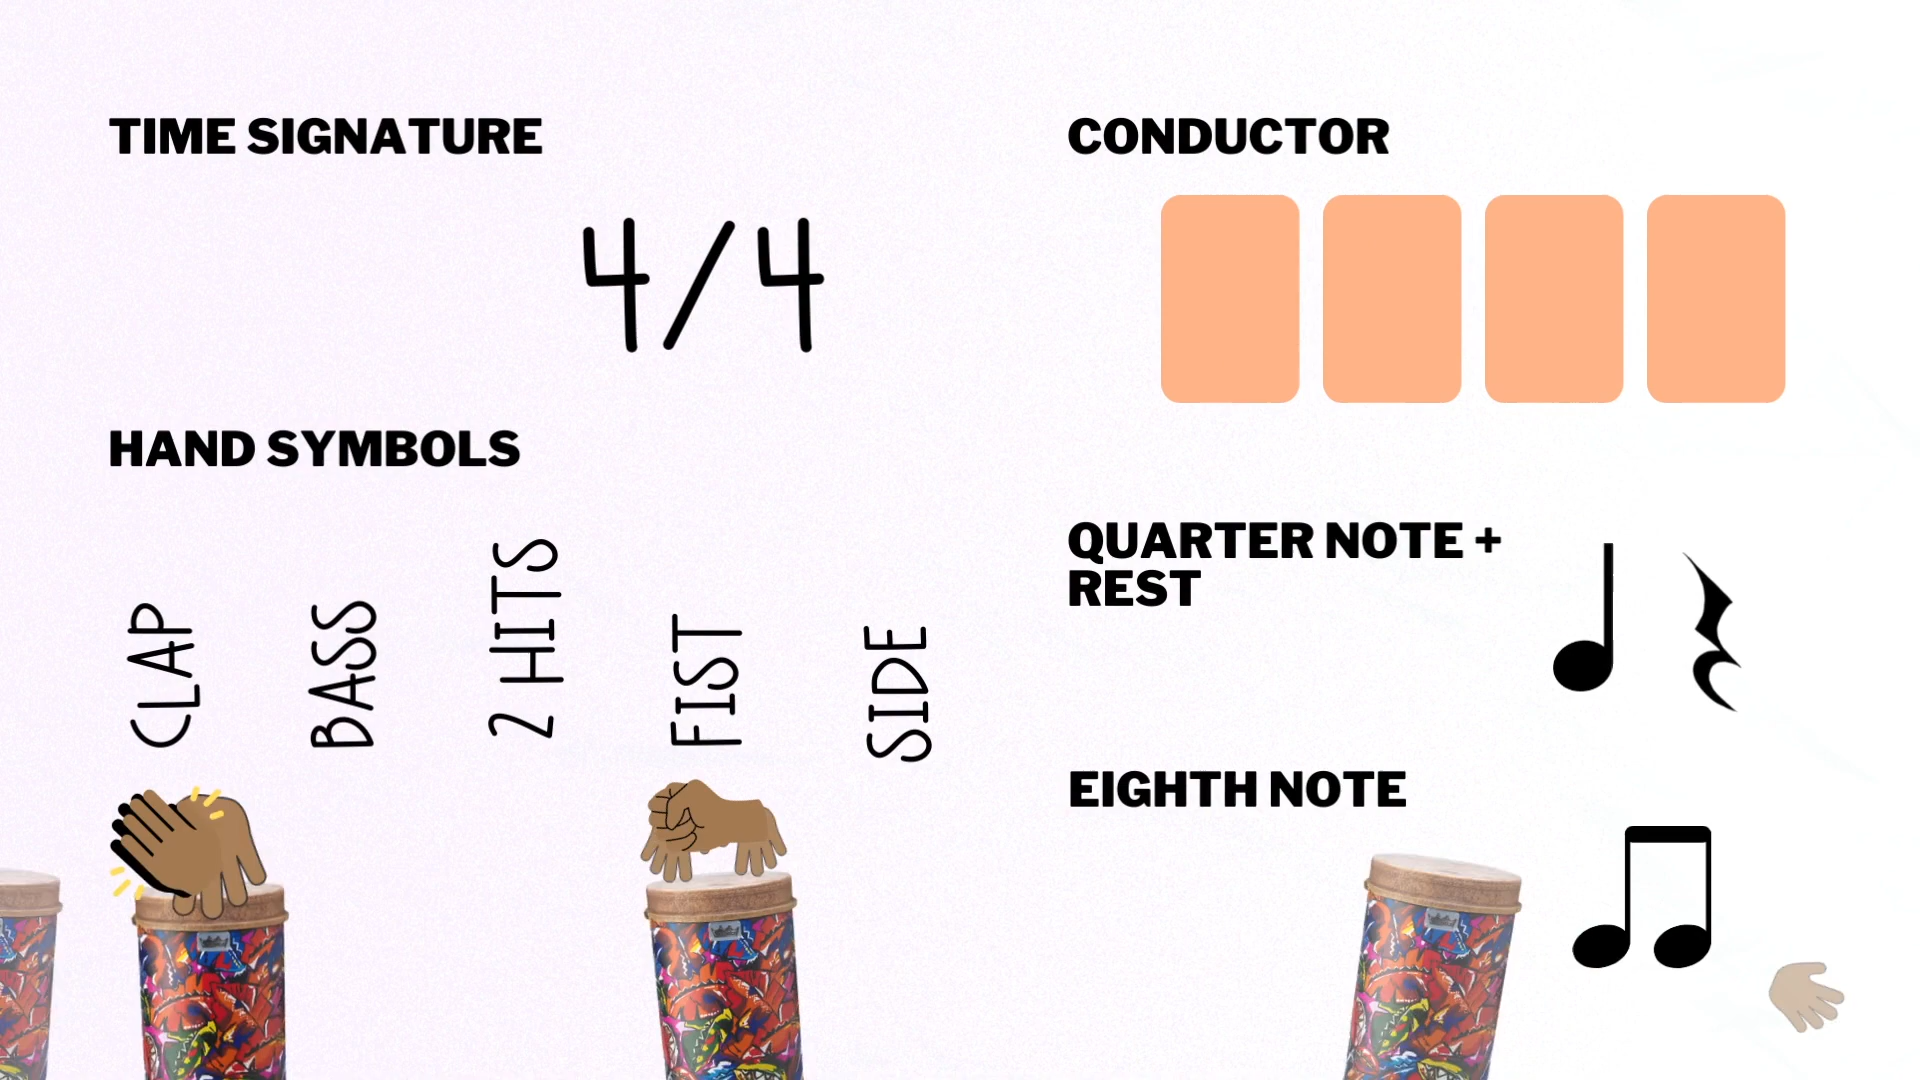 TIME SIGNATURE
4/4
HAND SYMBOLS
CLAP
BASS
2 HITS
FIST
SIDE
CONDUCTOR
QUARTER NOTE +
REST
EIGHTH NOTE